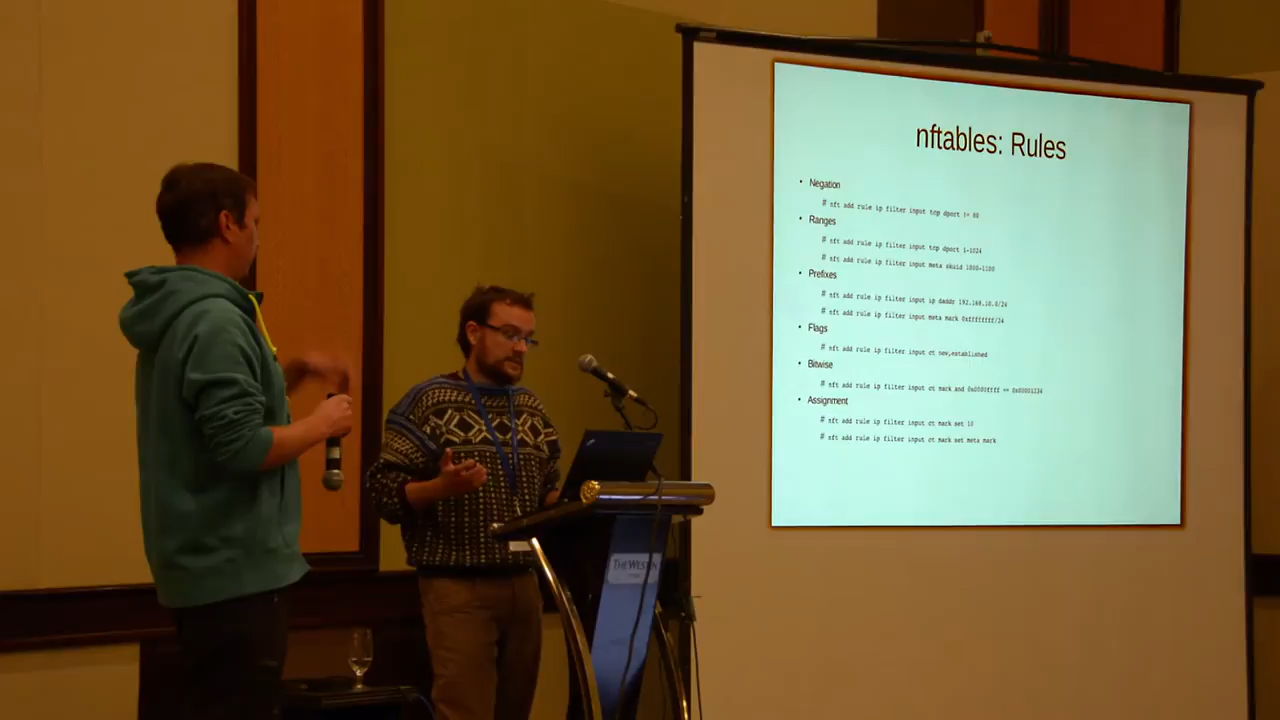 nftables: Rules
• Negation
# nft add rule ip filter input tcp dport != 80
• Ranges
# nft add rule ip filter input tcp dport 1-1024
# nft add rule ip filter input meta skuid 1000-1100
• Prefixes
# nft add rule ip filter input ip daddr 192.168.10.0/24
# nft add rule ip filter input meta mark 0xffffffff/24
• Flags
# nft add rule ip filter input ct new,established
• Bitwise
# nft add rule ip filter input ct mark and 0x0000ffff == 0x00001234
• Assignment
# nft add rule ip filter input ct mark set 10
# nft add rule ip filter input ct mark set meta mark
THE WESTIN